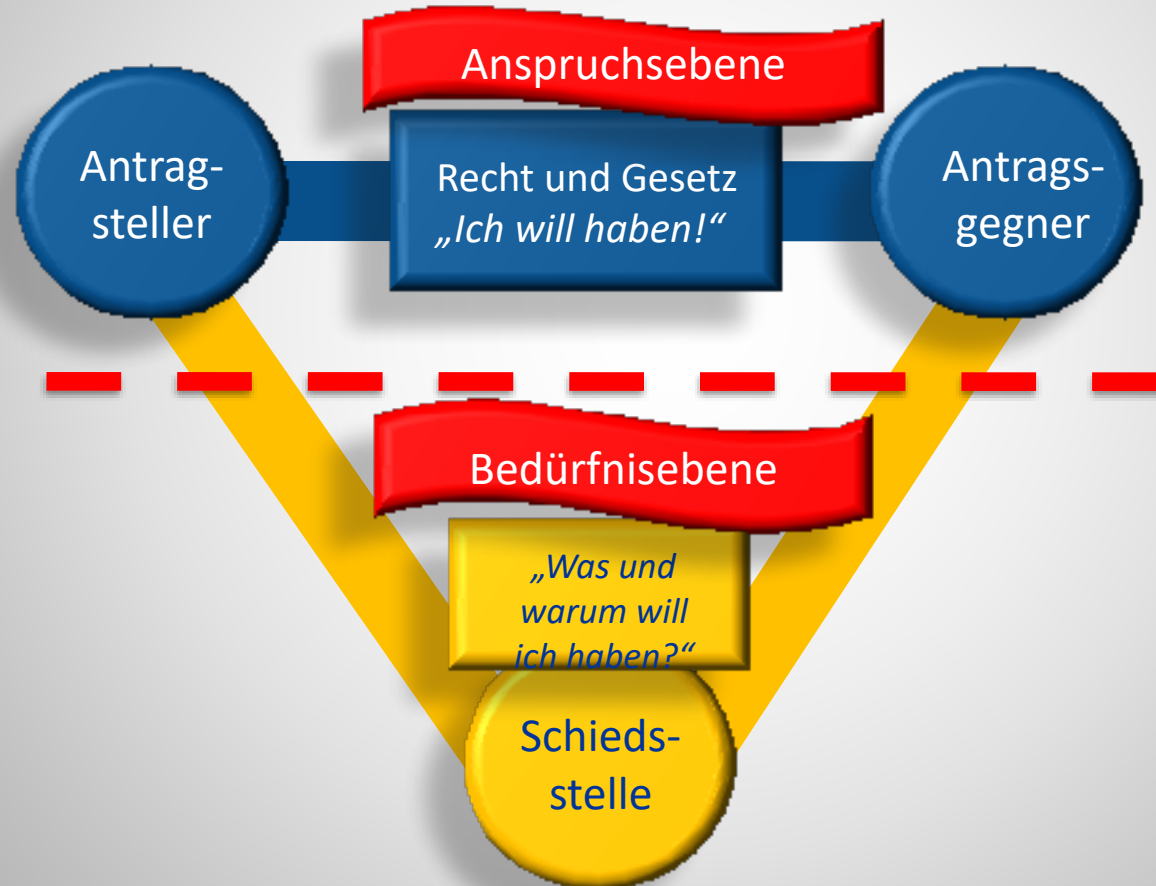 Anspruchsebene
Antrag-
steller
Recht und Gesetz
„Ich will haben!“
Antrags-
gegner
Bedürfnisebene
„Was und
warum will
ich haben?“
Schieds-
stelle